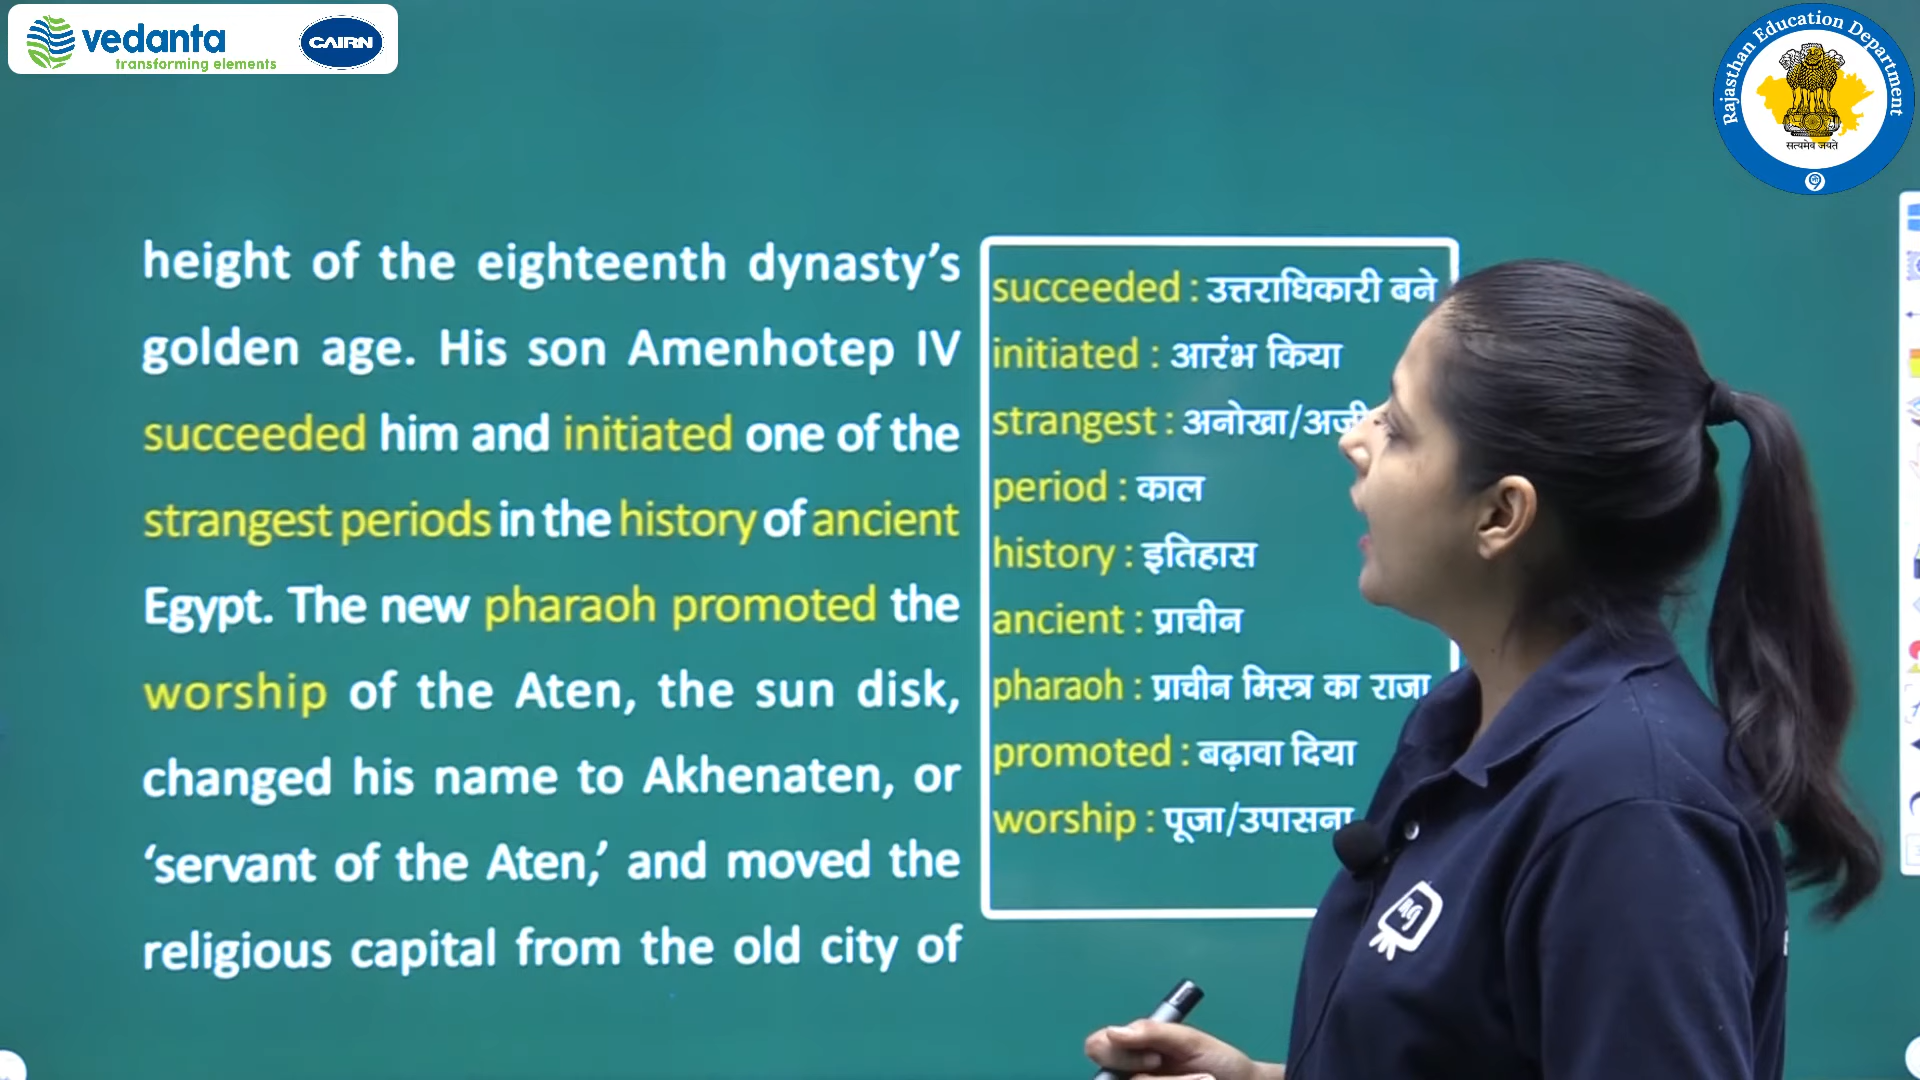 vedanta
transforming elements
CAIRN
Rajasthan Education Department
सत्यमेव जयते
height of the eighteenth dynasty's
golden age. His son Amenhotep IV
succeeded him and initiated one of the
strangest periods in the history of ancient
Egypt. The new pharaoh promoted the
worship of the Aten, the sun disk,
changed his name to Akhenaten, or
‘servant of the Aten,’ and moved the
religious capital from the old city of
succeeded : उत्तराधिकारी बने
initiated : आरंभ किया
strangest : अनोखा/
period : काल
history : इतिहास
ancient : प्राचीन
pharaoh : प्राचीन मिस्त्र का राजा
promoted : बढ़ावा दिया
worship : पूजा/उपासना